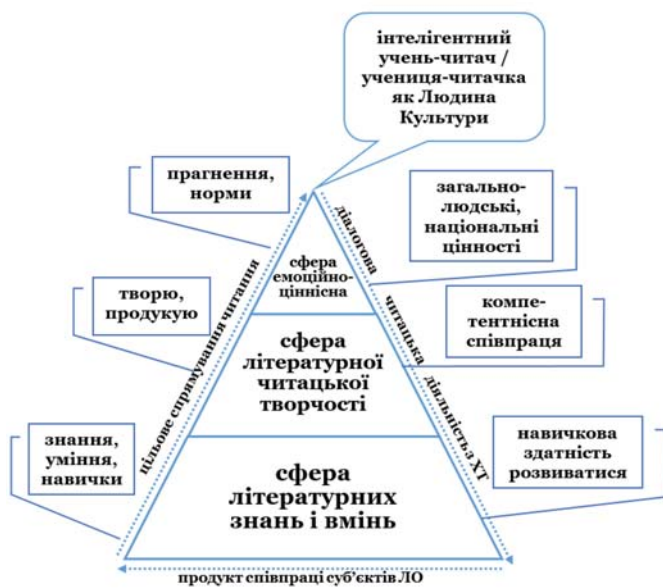 інтелігентний
учень-читач /
учениця-читачка
як Людина
Культури
прагнення,
норми
загально-
людські,
національні
цінності
сфера
емоційно-
ціннісна
творю,
продукую
компе-
тентнісна
співпраця
сфера
літературної
читацької
творчості
знання,
уміння,
навички
навичкова
здатність
розвиватися
сфера
літературних
знань і вмінь
цільове спрямування читання
діалогова читацька діяльність з ХТ
продукт співпраці суб’єктів ЛО